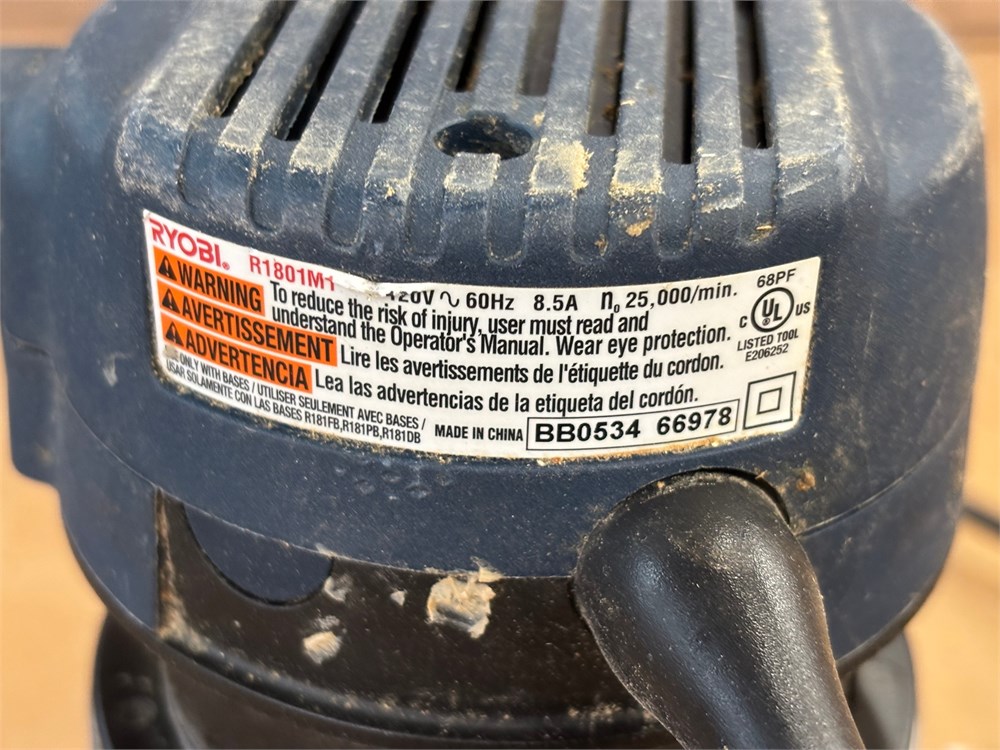 RYOBI® R1801M1
120V ∿ 60Hz 8.5A n₀ 25,000/min. 68PF
WARNING To reduce the risk of injury, user must read and
understand the Operator's Manual. Wear eye protection.
AVERTISSEMENT Lire les avertissements de l'étiquette du cordon.
ADVERTENCIA Lea las advertencias de la etiqueta del cordón.
C UL US
LISTED TOOL
E206252
ONLY WITH BASES / UTILISER SEULEMENT AVEC BASES /
USAR SOLAMENTE CON LAS BASES R181FB,R181PB,R181DB
MADE IN CHINA BB0534 66978